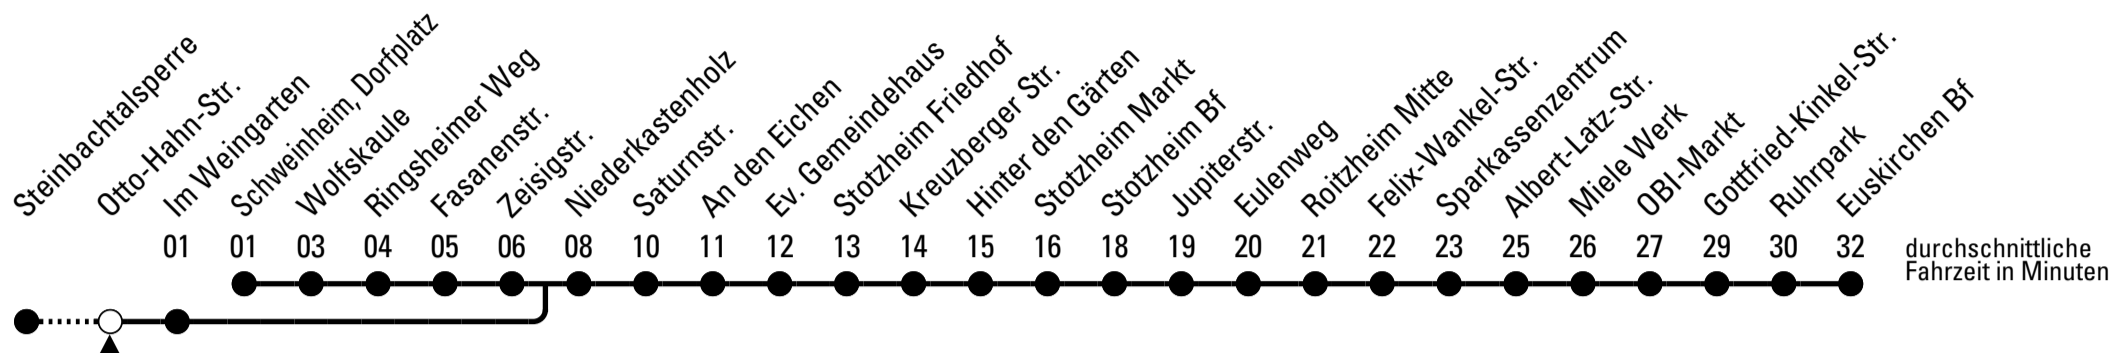 Steinbachtalsperre
Otto-Hahn-Str.
Im Weingarten
Schweinheim, Dorfplatz
Wolfskaule
Ringsheimer Weg
Fasanenstr.
Zeisigstr.
Niederkastenholz
Saturnstr.
An den Eichen
Ev. Gemeindehaus
Stotzheim Friedhof
Kreuzberger Str.
Hinter den Gärten
Stotzheim Markt
Stotzheim Bf
Jupiterstr.
Eulenweg
Roitzheim Mitte
Felix-Wankel-Str.
Sparkassenzentrum
Albert-Latz-Str.
Miele Werk
OBI-Markt
Gottfried-Kinkel-Str.
Ruhrpark
Euskirchen Bf
01 01 03 04 05 06 08 10 11 12 13 14 15 16 18 19 20 21 22 23 25 26 27 29 30 32
durchschnittliche
Fahrzeit in Minuten